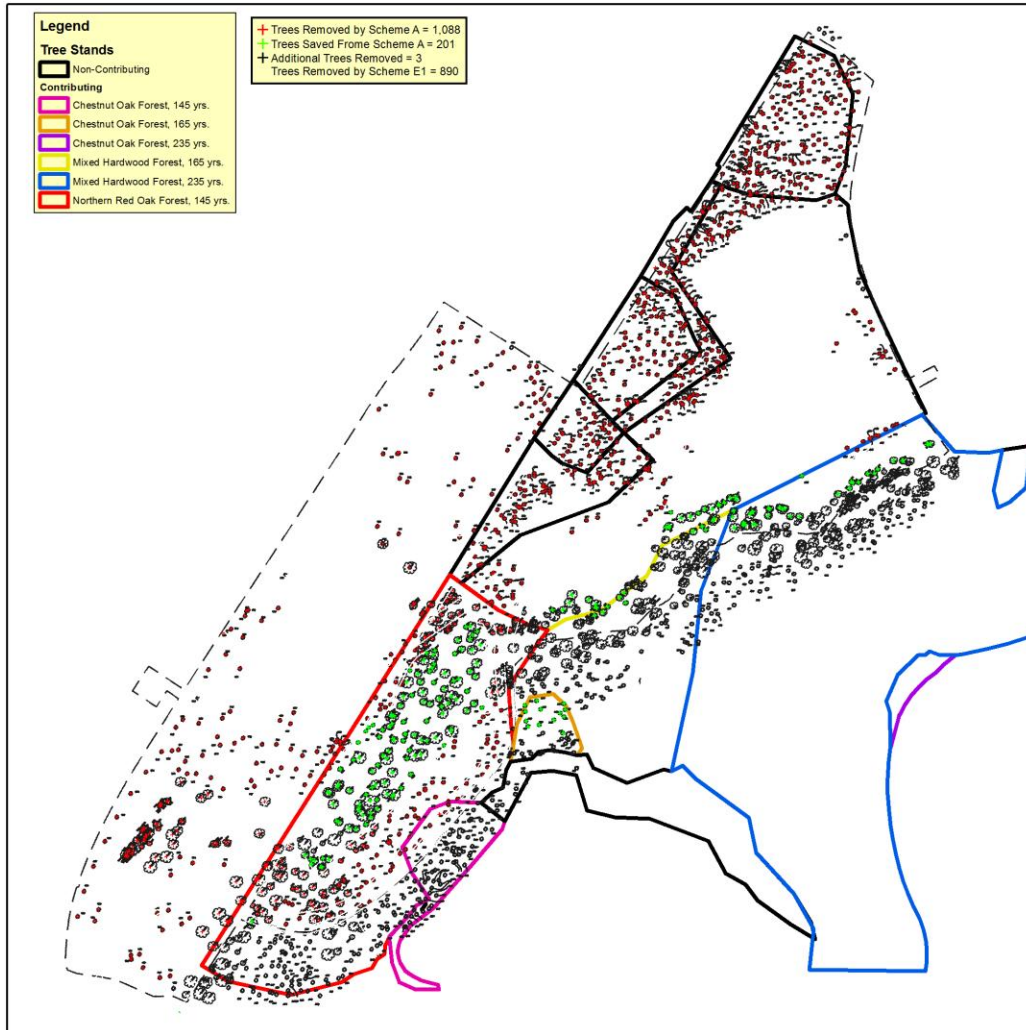 Legend
Tree Stands
Non-Contributing
Contributing
Chestnut Oak Forest, 145 yrs.
Chestnut Oak Forest, 165 yrs.
Chestnut Oak Forest, 235 yrs.
Mixed Hardwood Forest, 165 yrs.
Mixed Hardwood Forest, 235 yrs.
Northern Red Oak Forest, 145 yrs.
Trees Removed by Scheme A = 1,088
Trees Saved Frome Scheme A = 201
Additional Trees Removed = 3
Trees Removed by Scheme E1 = 890